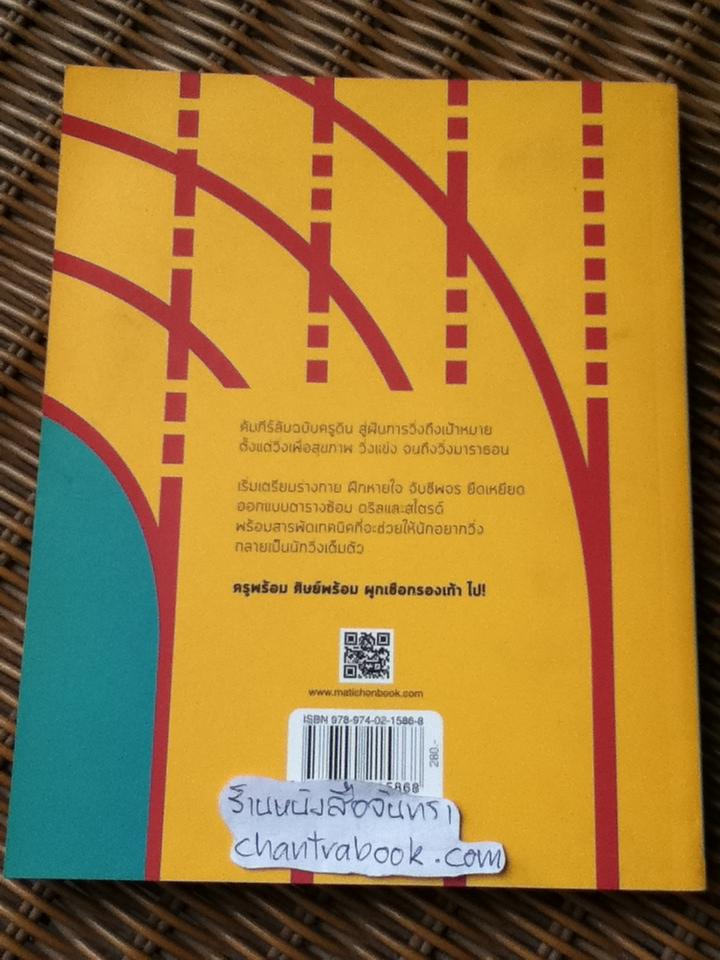 คัมภีร์ลับฉบับครูดิน สู่ฝันการวิ่งถึงเป้าหมาย
ตั้งแต่วิ่งเพื่อสุขภาพ วิ่งแข่ง จนถึงวิ่งมาราธอน
เริ่มเตรียมร่างกาย ฝึกหายใจ จับชีพจร ยืดเหยียด
ออกแบบตารางซ้อม ดริลและสไตรด์
พร้อมสารพัดเทคนิคที่จะช่วยให้นักอยากวิ่ง
กลายเป็นนักวิ่งเต็มตัว
ครูพร้อม ศิษย์พร้อม ผูกเชือกรองเท้า ไป!
www.matichonbook.com
ISBN 978-974-02-1586-8
280.-
5868
ร้านหนังสือจันทรา
chantrabook.com